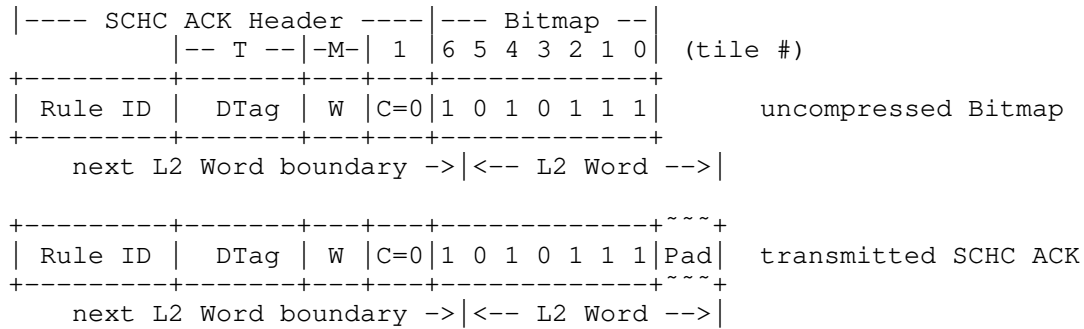 |---- SCHC ACK Header ----|--- Bitmap --|
         |-- T --|-M-| 1 |6 5 4 3 2 1 0| (tile #)
+---------+-------+---+---+-------------+
| Rule ID |  DTag | W |C=0|1 0 1 0 1 1 1|      uncompressed Bitmap
+---------+-------+---+---+-------------+
   next L2 Word boundary ->|<-- L2 Word -->|
+---------+-------+---+---+-------------+~~~+
| Rule ID |  DTag | W |C=0|1 0 1 0 1 1 1|Pad|  transmitted SCHC ACK
+---------+-------+---+---+-------------+~~~+
   next L2 Word boundary ->|<-- L2 Word -->|